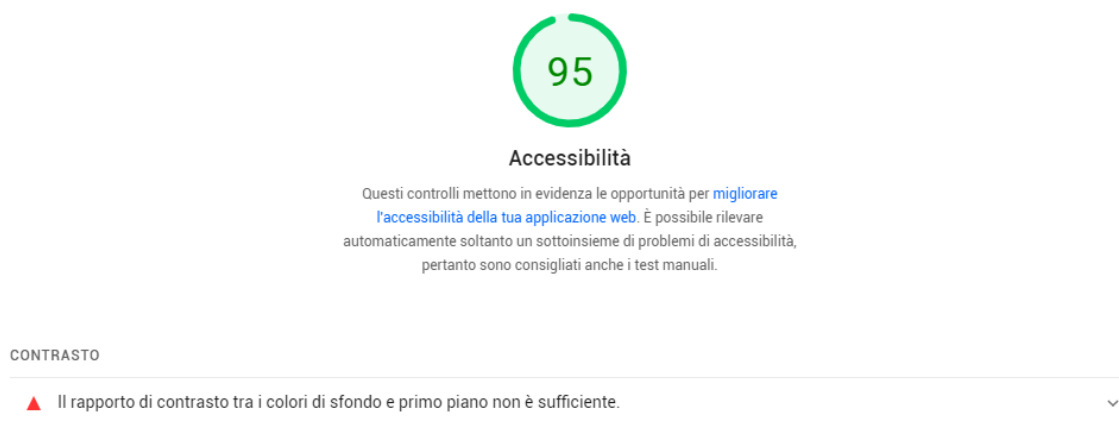 95
Accessibilità
Questi controlli mettono in evidenza le opportunità per migliorare
l'accessibilità della tua applicazione web. È possibile rilevare
automaticamente soltanto un sottoinsieme di problemi di accessibilità,
pertanto sono consigliati anche i test manuali.
CONTRASTO
Il rapporto di contrasto tra i colori di sfondo e primo piano non è sufficiente.